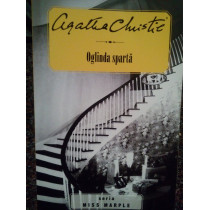 Agatha Christie
Oglinda spartă
seria
MISS MARPLE